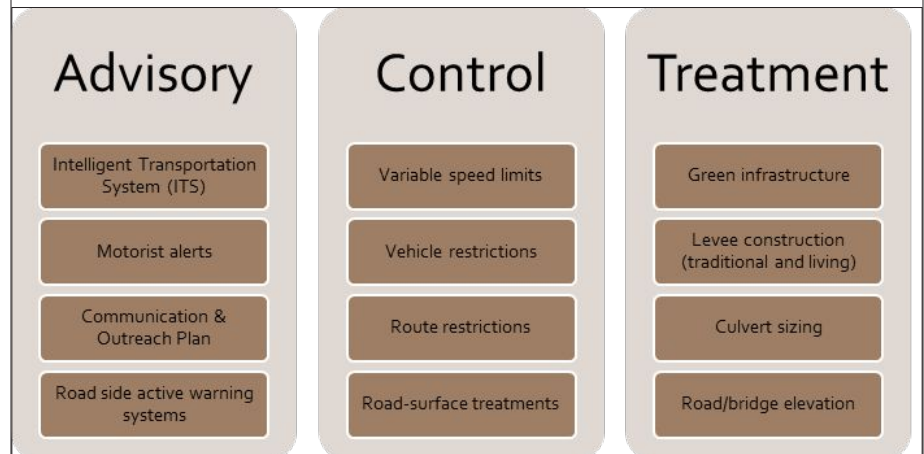 Advisory
Intelligent Transportation
System (ITS)
Motorist alerts
Communication &
Outreach Plan
Road side active warning
systems
Control
Variable speed limits
Vehicle restrictions
Route restrictions
Road-surface treatments
Treatment
Green infrastructure
Levee construction
(traditional and living)
Culvert sizing
Road/bridge elevation